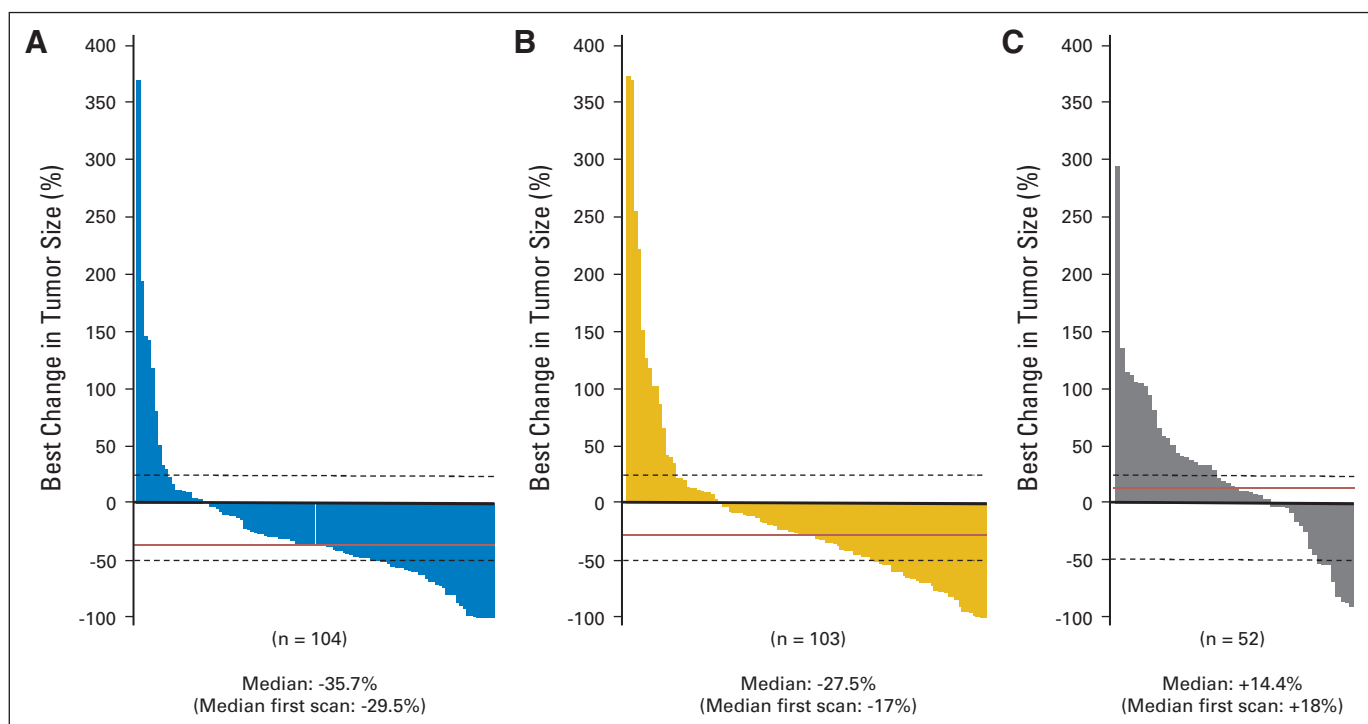 A
B
C
Best Change in Tumor Size (%)
400
350
300
250
200
150
100
50
0
-50
-100
(n = 104)
Median: -35.7%
(Median first scan: -29.5%)
Best Change in Tumor Size (%)
400
350
300
250
200
150
100
50
0
-50
-100
(n = 103)
Median: -27.5%
(Median first scan: -17%)
Best Change in Tumor Size (%)
400
350
300
250
200
150
100
50
0
-50
-100
(n = 52)
Median: +14.4%
(Median first scan: +18%)